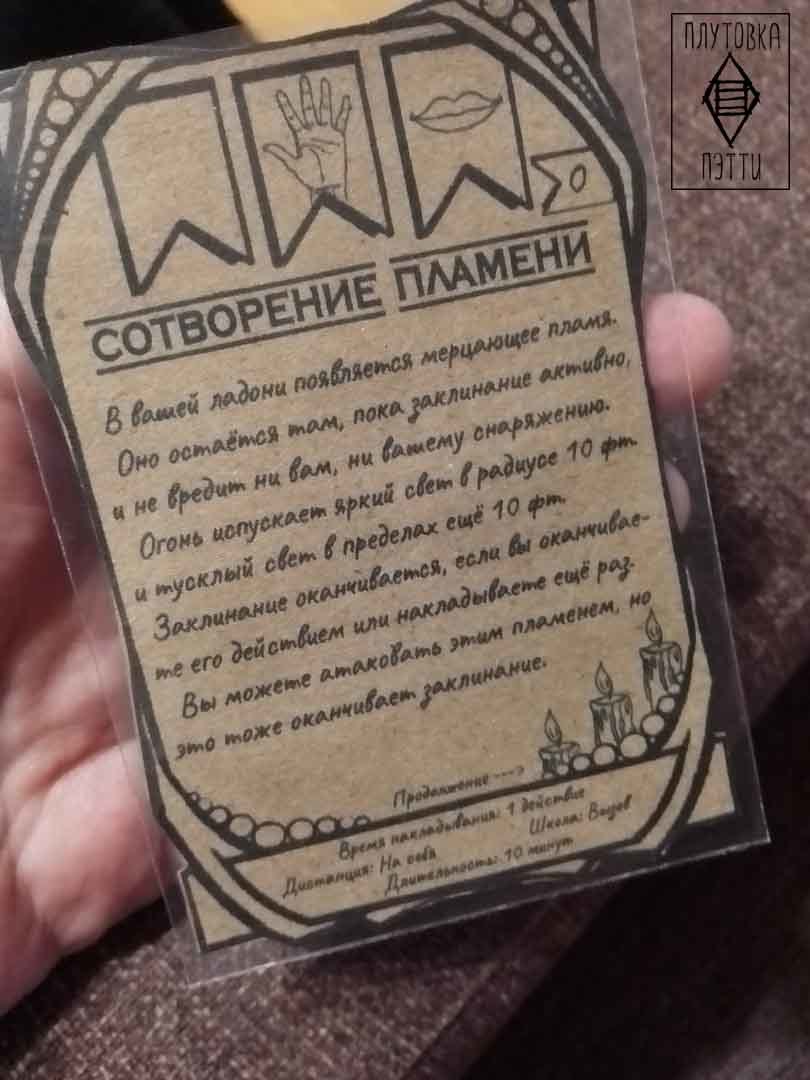 ПЛУТОВКА
ПЭТТИ
0
СОТВОРЕНИЕ ПЛАМЕНИ
В вашей ладони появляется мерцающее пламя.
Оно остаётся там, пока заклинание активно,
и не вредит ни вам, ни вашему снаряжению.
Огонь испускает яркий свет в радиусе 10 фт.
и тусклый свет в пределах ещё 10 фт.
Заклинание оканчивается, если вы оканчивае-
те его действием или накладываете ещё раз.
Вы можете атаковать этим пламенем, но
это тоже оканчивает заклинание.
Продолжение --->
Время накладывания: 1 действие
Дистанция: На себя Школа: Вызов
Длительность: 10 минут